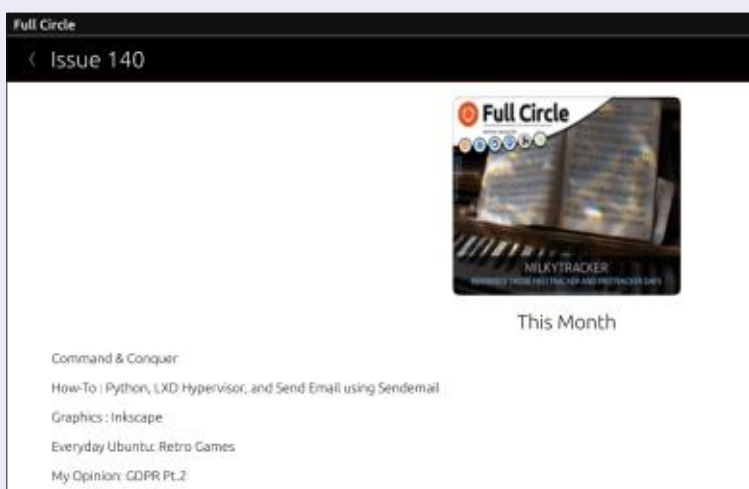 Full Circle
Issue 140
Full Circle
MILKYTRACKER
This Month
Command & Conquer
How-To : Python, LXD Hypervisor, and Send Email using Sendemail
Graphics : Inkscape
Everyday Ubuntu: Retro Games
My Opinion: GDPR Pt.2